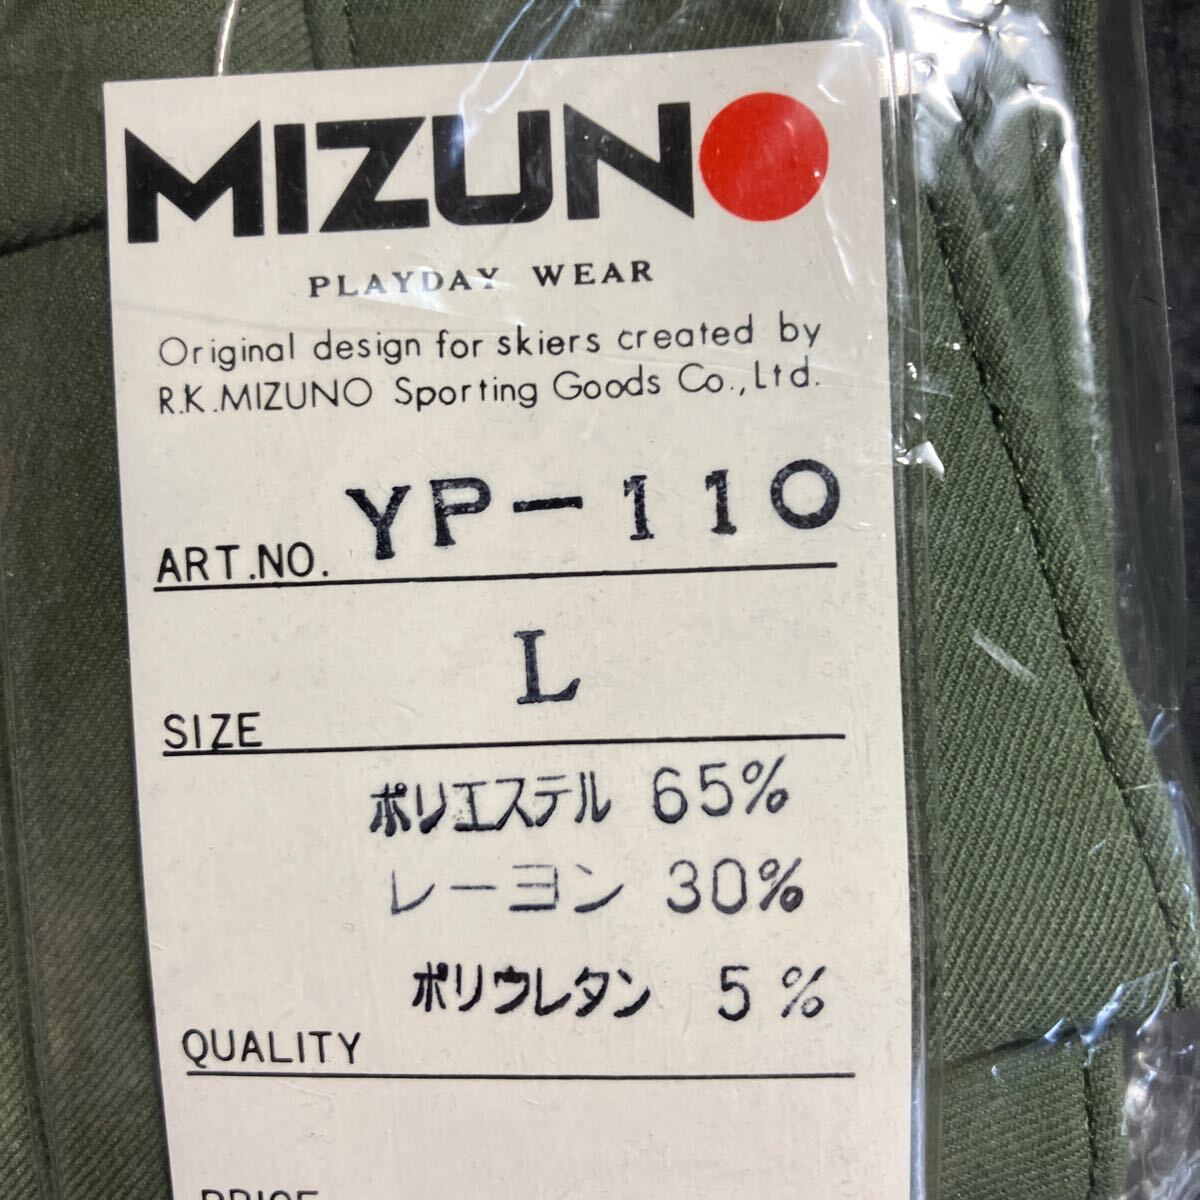 MIZUNO
PLAYDAY WEAR
Original design for skiers created by
R.K.MIZUNO Sporting Goods Co.,Ltd.
ART.NO. YP-110
SIZE L
ポリエステル 65%
レーヨン 30%
ポリウレタン 5%
QUALITY
PRICE